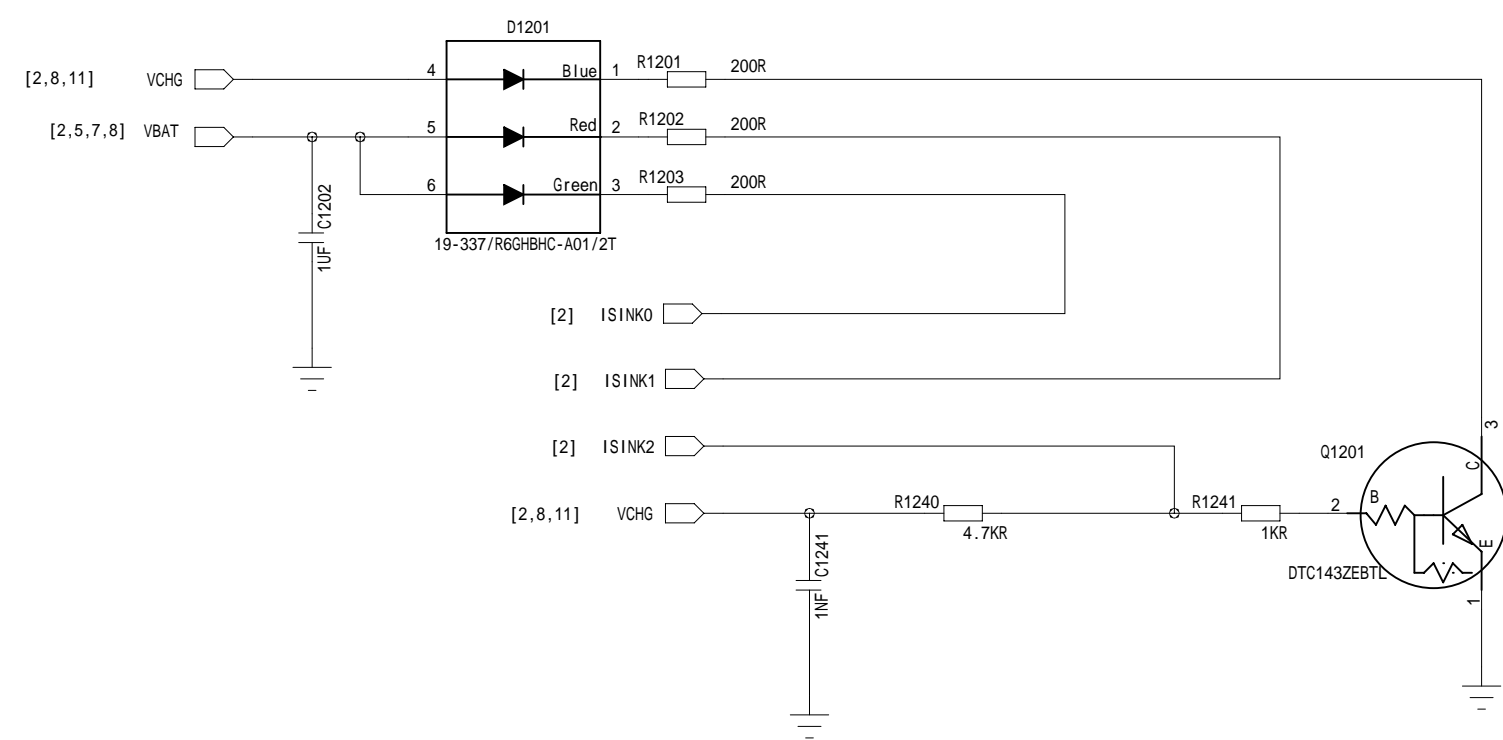 D1201
[2,8,11] VCHG 4 Blue 1 R1201 200R
[2,5,7,8] VBAT 5 Red 2 R1202 200R
6 Green 3 R1203 200R
C1202
1UF
19-337/R6GHBHC-A01/2T
[2] ISINK0
[2] ISINK1
[2] ISINK2
[2,8,11] VCHG
R1240
4.7KR
R1241
1KR
C1241
1NF
Q1201
3
C
2
B
E
DTC143ZEBTL
1